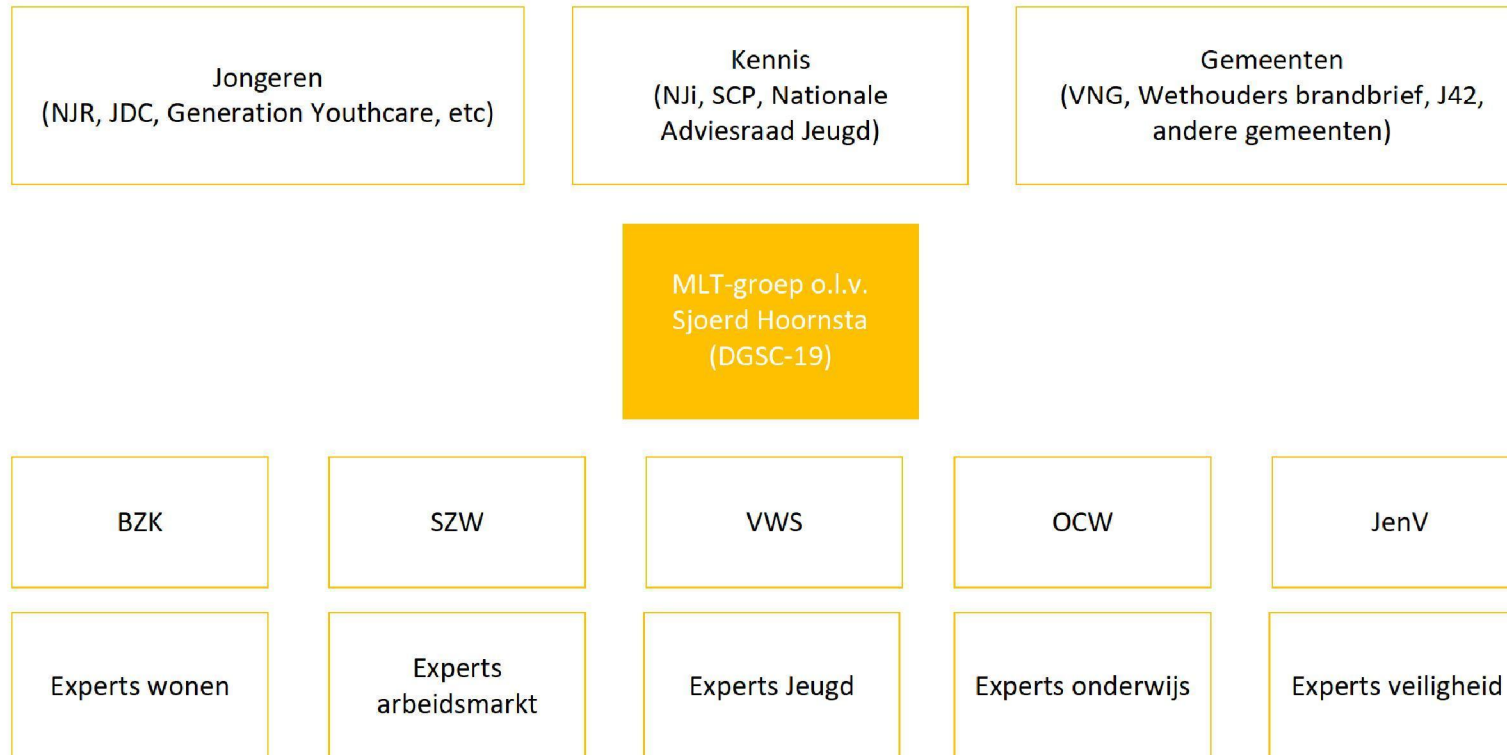 Jongeren
(NJR, JDC, Generation Youthcare, etc)
Kennis
(NJi, SCP, Nationale
Adviesraad Jeugd)
Gemeenten
(VNG, Wethouders brandbrief, J42,
andere gemeenten)
MLT-groep o.l.v.
Sjoerd Hoornsta
(DGSC-19)
BZK
SZW
VWS
OCW
JenV
Experts wonen
Experts
arbeidsmarkt
Experts Jeugd
Experts onderwijs
Experts veiligheid